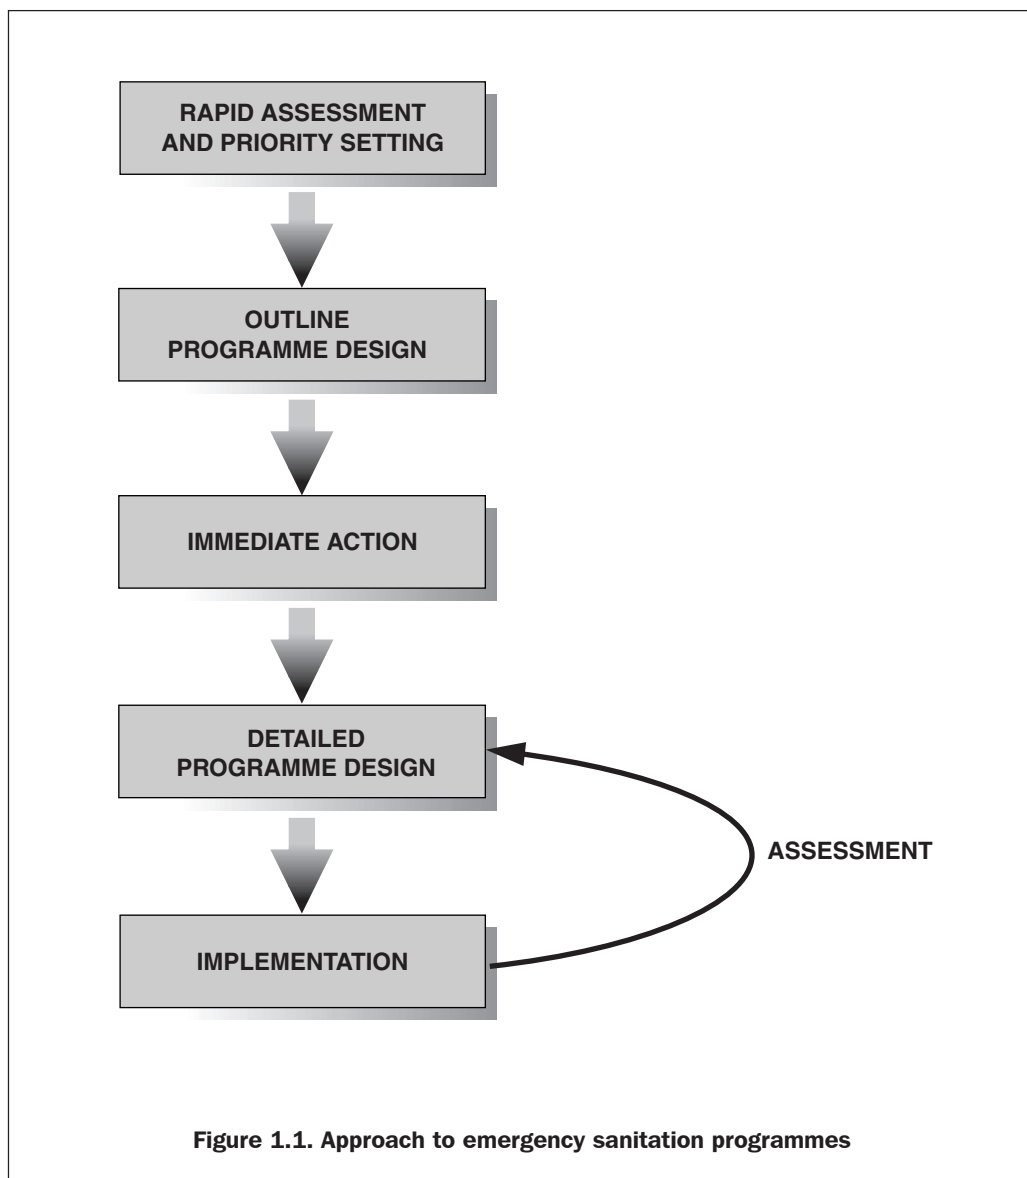 RAPID ASSESSMENT
AND PRIORITY SETTING
OUTLINE
PROGRAMME DESIGN
IMMEDIATE ACTION
DETAILED
PROGRAMME DESIGN
ASSESSMENT
IMPLEMENTATION
Figure 1.1. Approach to emergency sanitation programmes